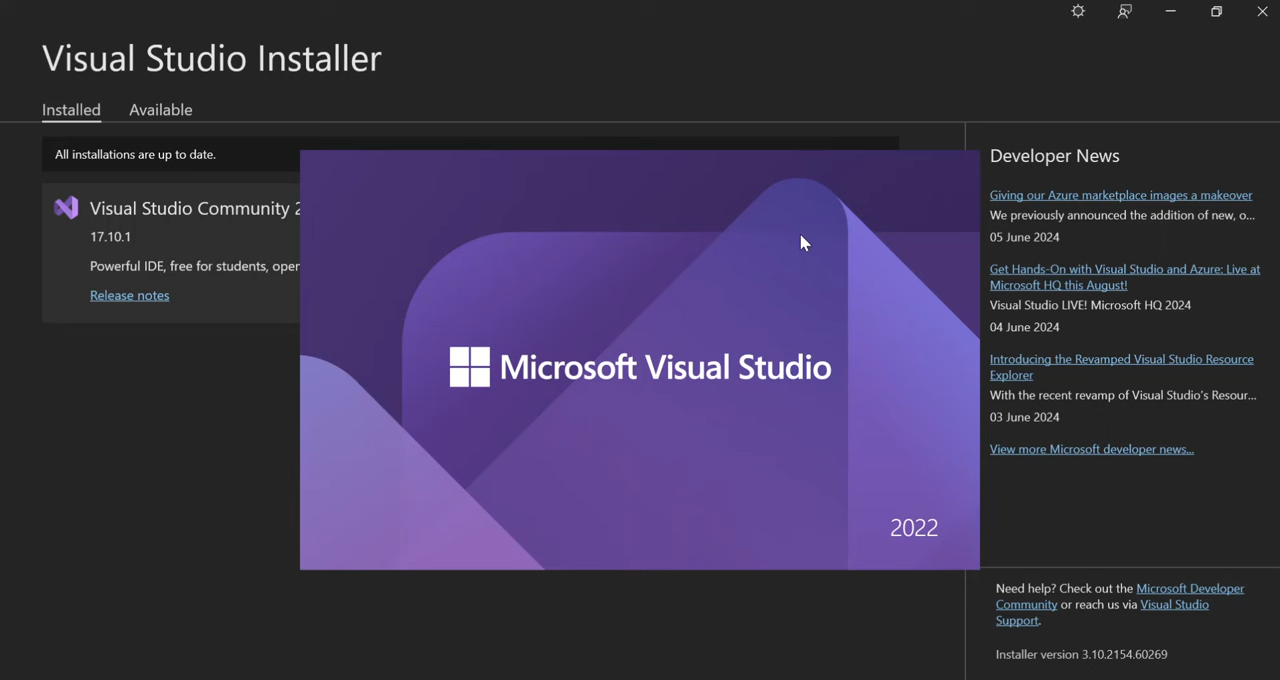 Visual Studio Installer
Installed
Available
All installations are up to date.
Visual Studio Community 2
17.10.1
Powerful IDE, free for students, open
Release notes
Microsoft Visual Studio
2022
Developer News
Giving our Azure marketplace images a makeover
We previously announced the addition of new, o...
05 June 2024
Get Hands-On with Visual Studio and Azure: Live at
Microsoft HQ this August!
Visual Studio LIVE! Microsoft HQ 2024
04 June 2024
Introducing the Revamped Visual Studio Resource
Explorer
With the recent revamp of Visual Studio's Resour...
03 June 2024
View more Microsoft developer news...
Need help? Check out the Microsoft Developer
Community or reach us via Visual Studio
Support.
Installer version 3.10.2154.60269